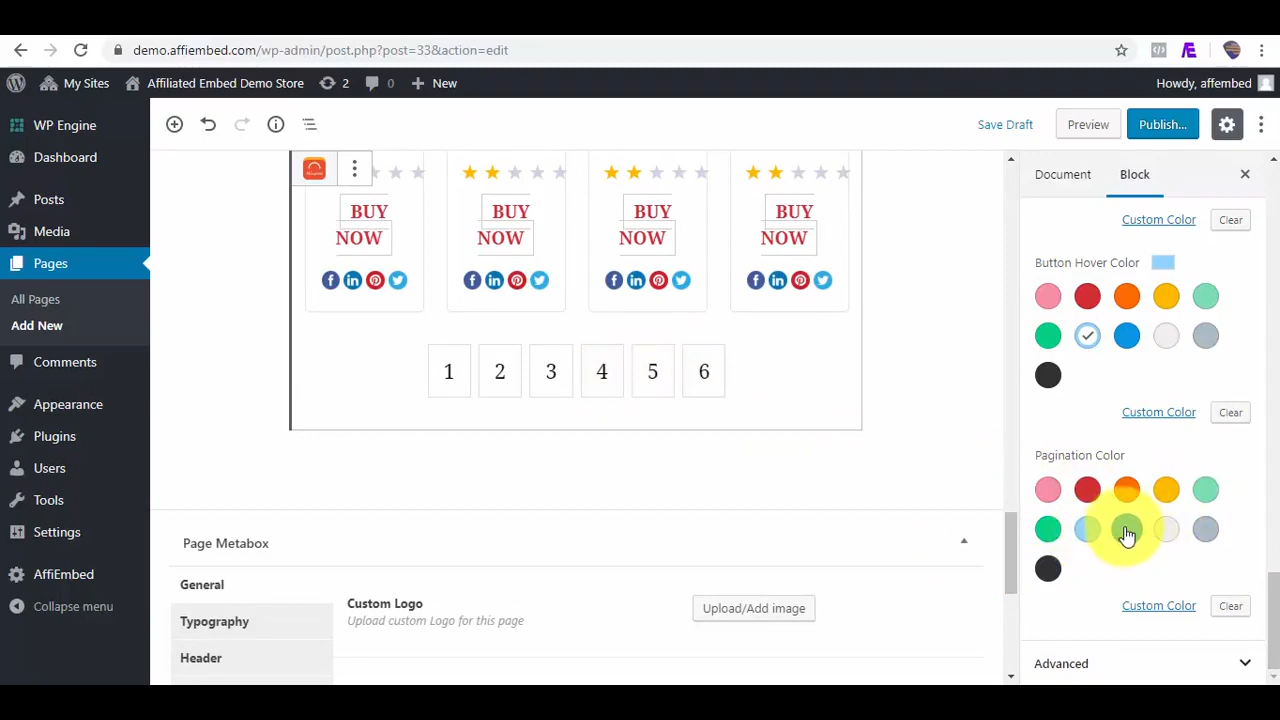 demo.affiembed.com/wp-admin/post.php?post=33&action=edit
My Sites
Affiliated Embed Demo Store
2
0
New
Howdy, affembed
WP Engine
Dashboard
Posts
Media
Pages
All Pages
Add New
Comments
Appearance
Plugins
Users
Tools
Settings
AffiEmbed
Collapse menu
Save Draft
Preview
Publish...
BUY
NOW
BUY
NOW
BUY
NOW
BUY
NOW
1 2 3 4 5 6
Page Metabox
General
Typography
Header
Custom Logo
Upload custom Logo for this page
Upload/Add image
Document
Block
Custom Color
Clear
Button Hover Color
Custom Color
Clear
Pagination Color
Custom Color
Clear
Advanced